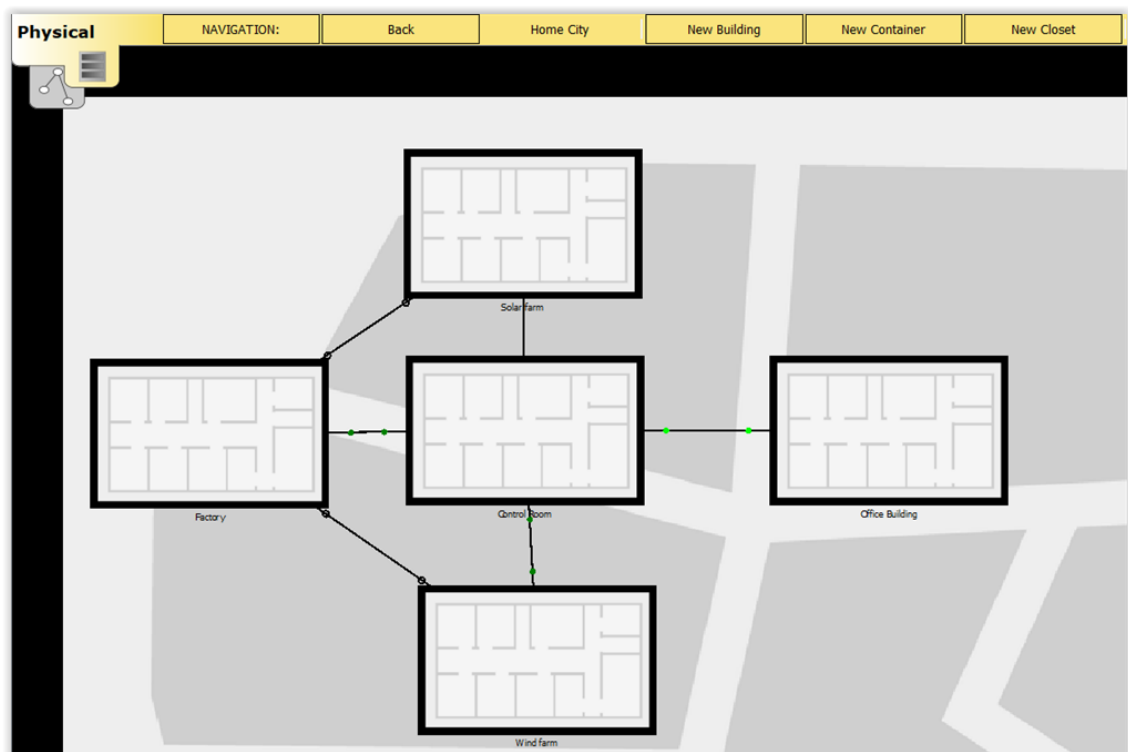 Physical
NAVIGATION:
Back
Home City
New Building
New Container
New Closet
Solar farm
Factory
Control Room
Office Building
Wind farm